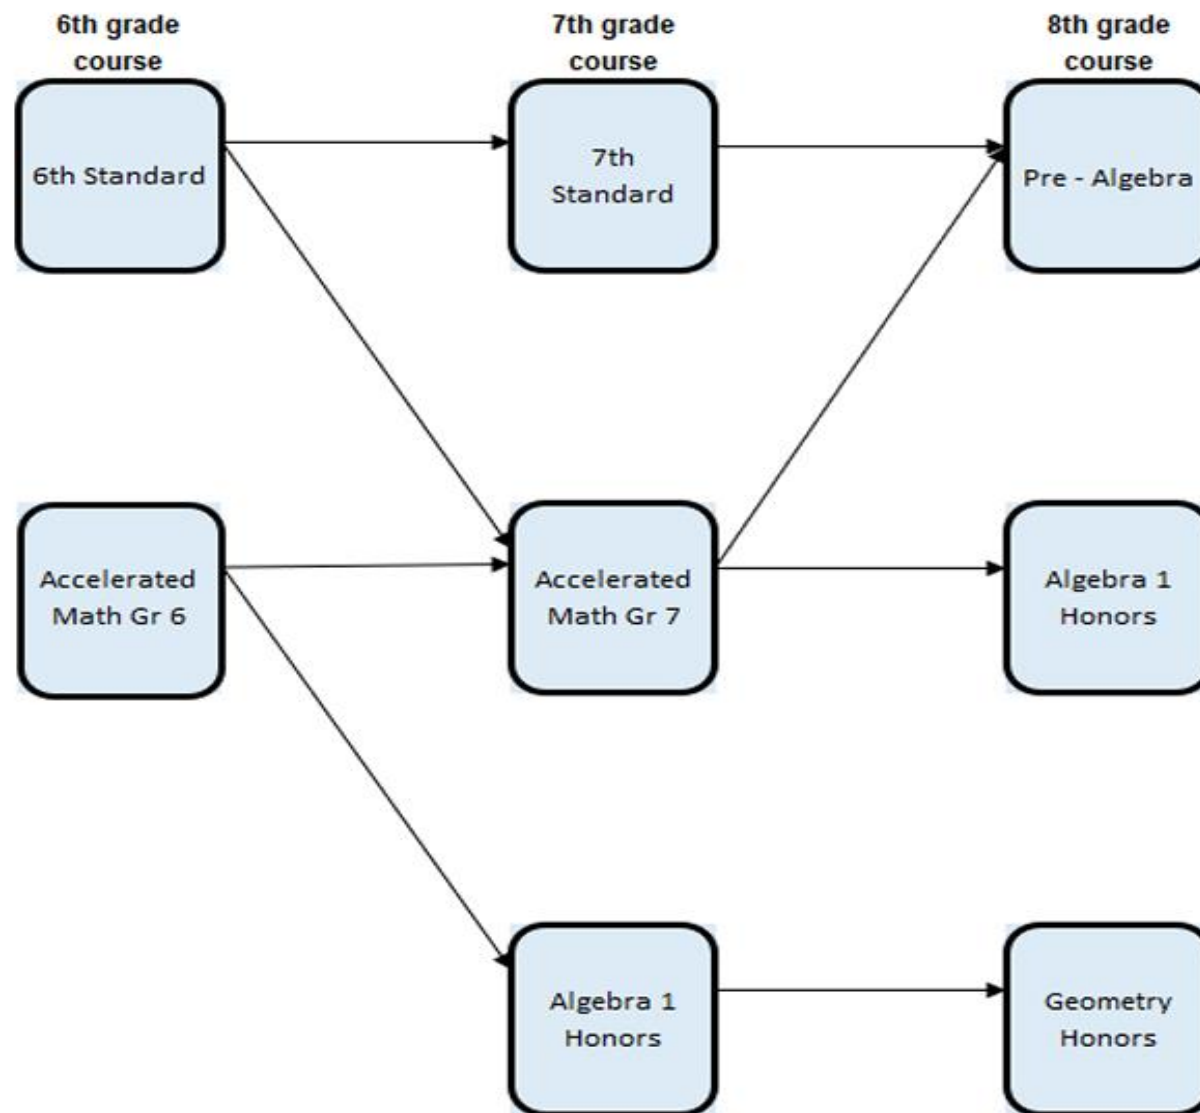 6th grade
course
7th grade
course
8th grade
course
6th Standard
7th
Standard
Pre - Algebra
Accelerated
Math Gr 6
Accelerated
Math Gr 7
Algebra 1
Honors
Algebra 1
Honors
Geometry
Honors